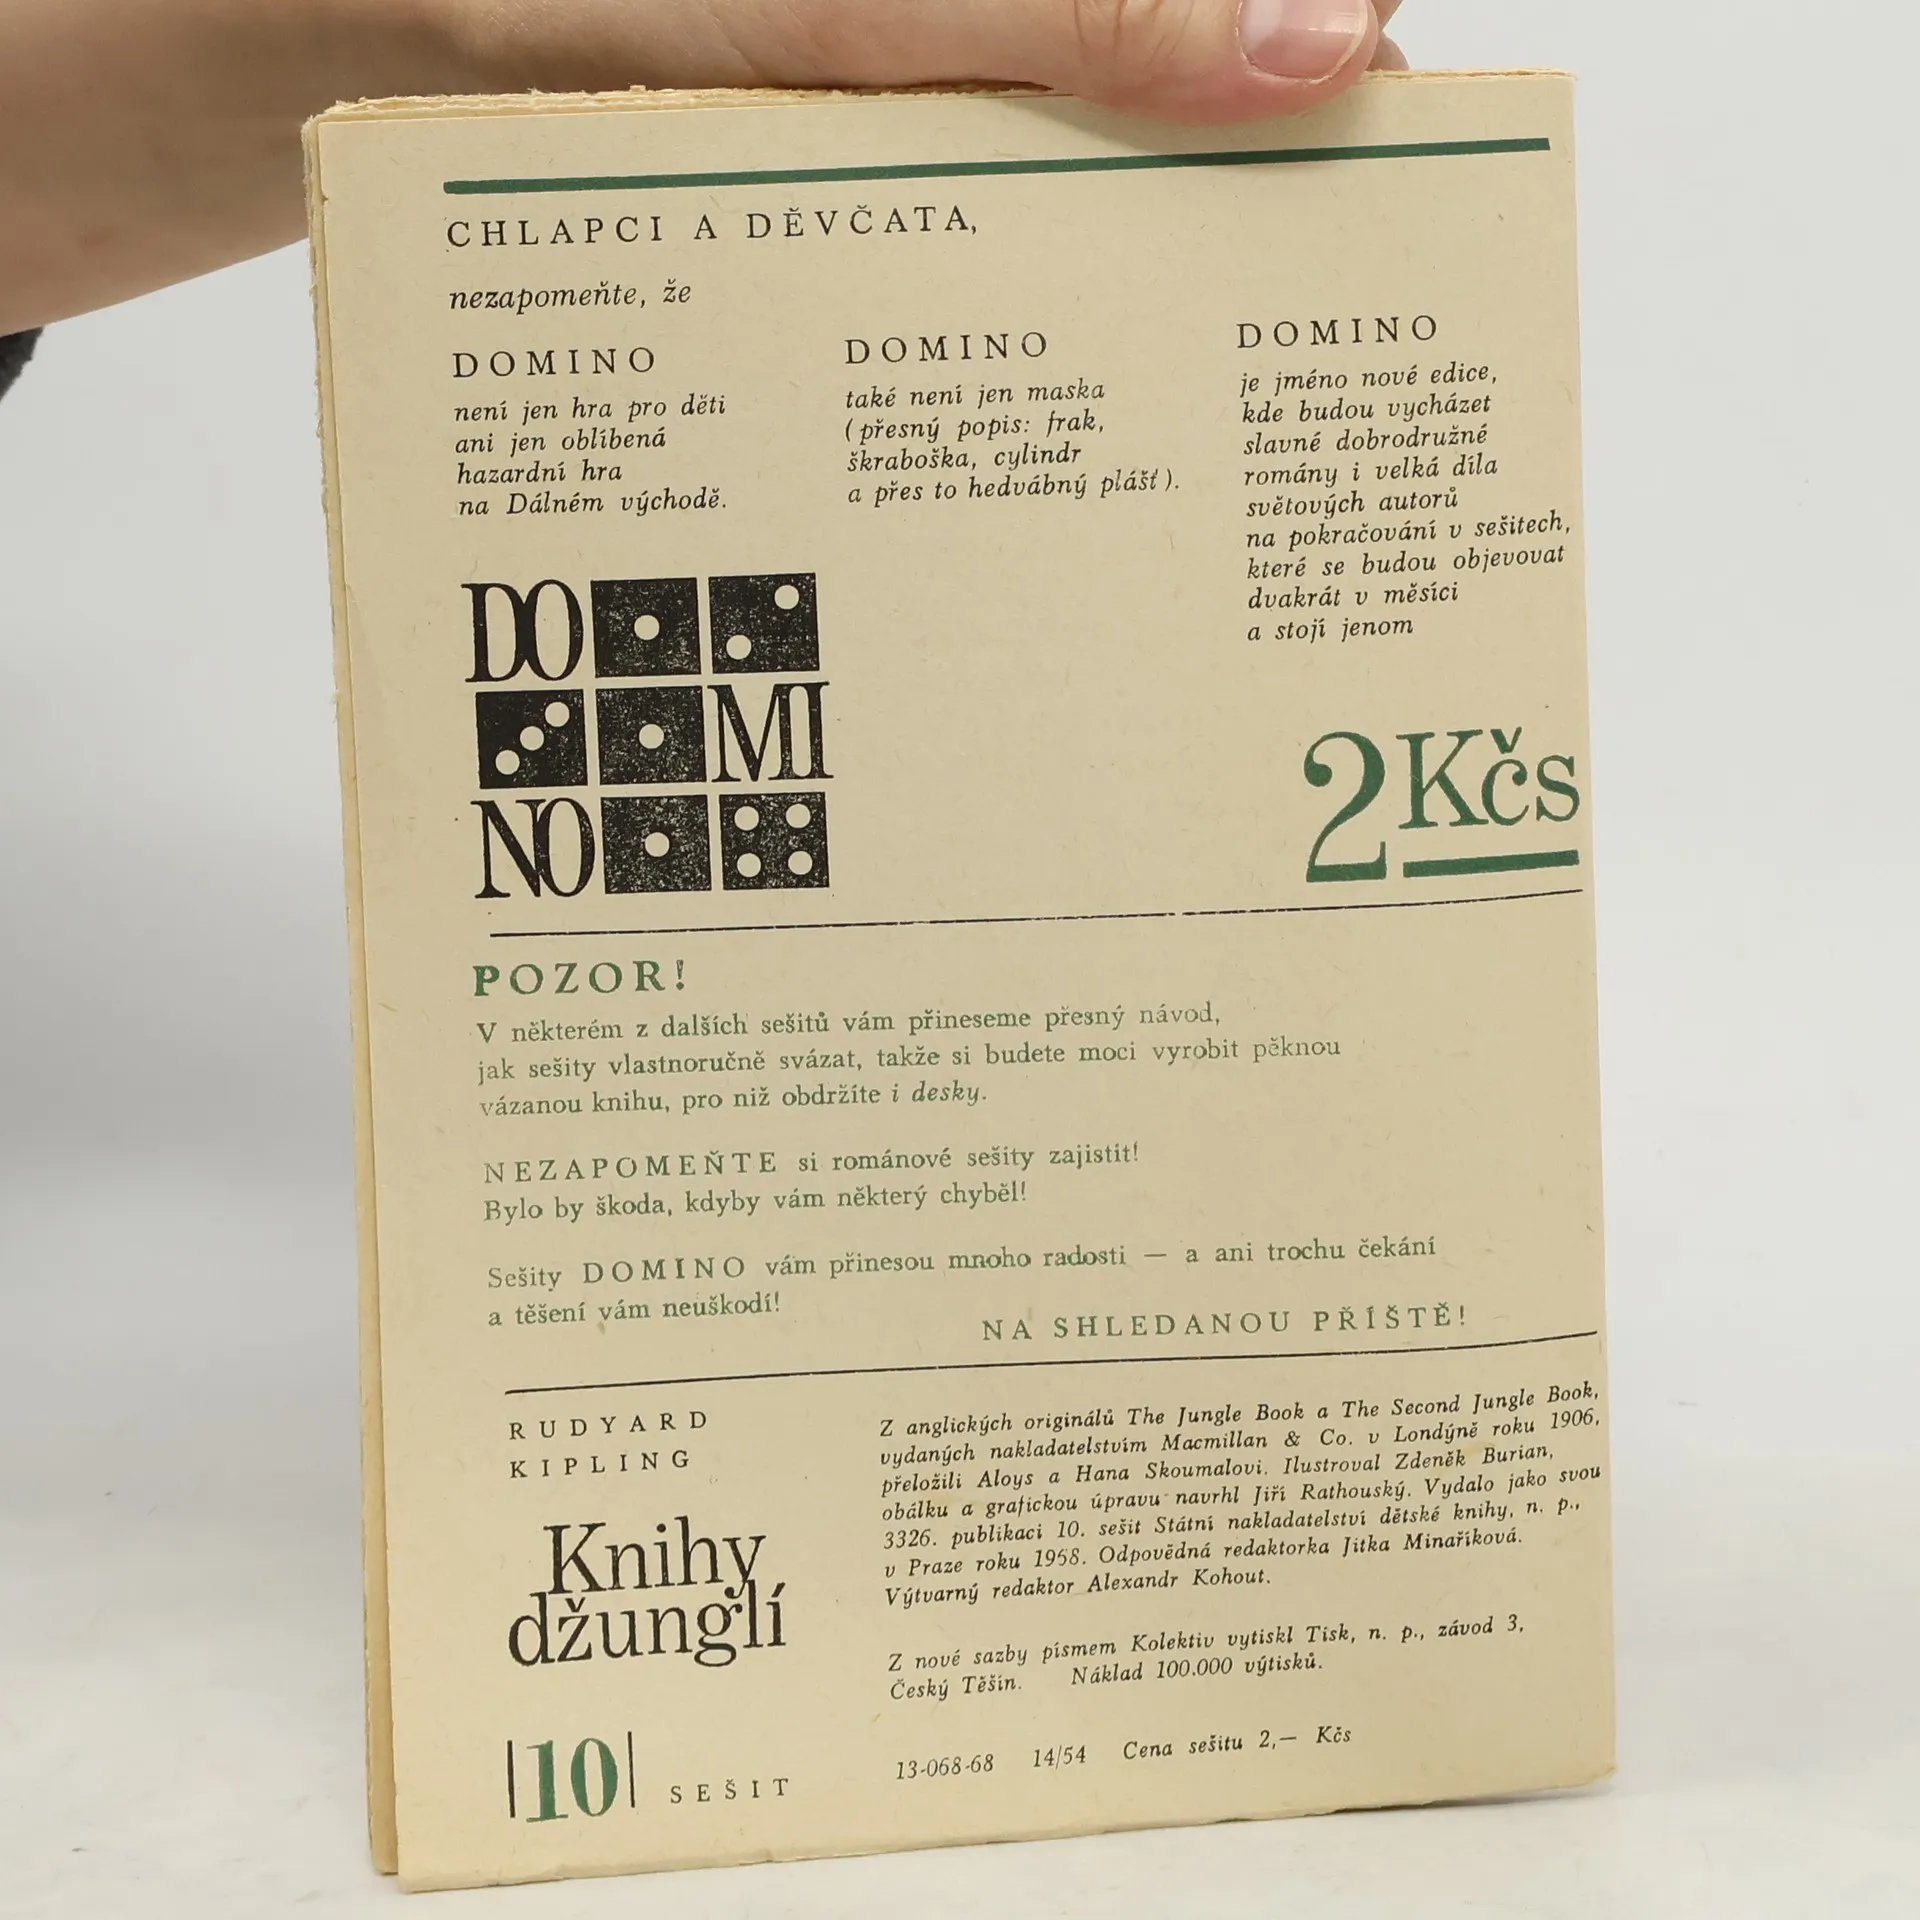 CHLAPCI A DĚVČATA,
nezapomeňte, že
DOMINO
není jen hra pro děti
ani jen oblíbená
hazardní hra
na Dálném východě.
DOMINO
také není jen maska
(přesný popis: frak,
škraboška, cylindr
a přes to hedvábný plášť).
DOMINO
je jméno nové edice,
kde budou vycházet
slavné dobrodružné
romány i velká díla
světových autorů
na pokračování v sešitech,
které se budou objevovat
dvakrát v měsíci
a stojí jenom
DO
MI
NO
2 Kčs
POZOR!
V některém z dalších sešitů vám přineseme přesný návod,
jak sešity vlastnoručně svázat, takže si budete moci vyrobit pěknou
vázanou knihu, pro niž obdržíte i desky.
NEZAPOMEŇTE si románové sešity zajistit!
Bylo by škoda, kdyby vám některý chyběl!
Sešity DOMINO vám přinesou mnoho radosti — a ani trochu čekání
a těšení vám neuškodí!
NA SHLEDANOU PŘÍŠTĚ!
RUDYARD
KIPLING
Knihy
džunglí
|10| SEŠIT
Z anglických originálů The Jungle Book a The Second Jungle Book,
vydaných nakladatelstvím Macmillan & Co. v Londýně roku 1906,
přeložili Aloys a Hana Skoumalovi. Ilustroval Zdeněk Burian,
obálku a grafickou úpravu navrhl Jiří Rathouský. Vydalo jako svou
3326. publikaci 10. sešit Státní nakladatelství dětské knihy, n. p.,
v Praze roku 1968. Odpovědná redaktorka Jitka Minaříková.
Výtvarný redaktor Alexandr Kohout.
Z nové sazby písmem Kolektiv vytiskl Tisk, n. p., závod 3,
Český Těšín. Náklad 100.000 výtisků.
13-068-68 14/54 Cena sešitu 2,— Kčs